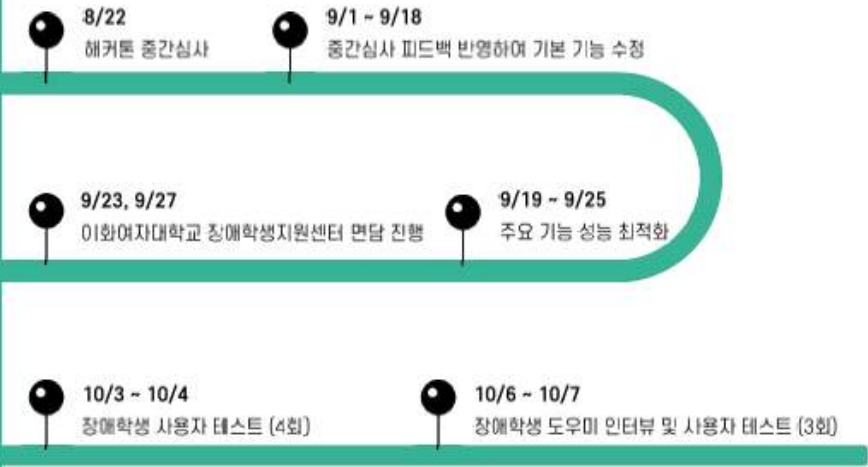 8/22
해커톤 중간심사
9/1 ~ 9/18
중간심사 피드백 반영하여 기본 기능 수정
9/23, 9/27
이화여자대학교 장애학생지원센터 면담 진행
9/19 ~ 9/25
주요 기능 성능 최적화
10/3 ~ 10/4
장애학생 사용자 테스트 (4회)
10/6 ~ 10/7
장애학생 도우미 인터뷰 및 사용자 테스트 (3회)